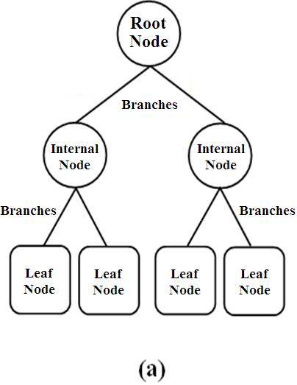 Root
Node
Branches
Internal
Node
Internal
Node
Branches
Branches
Leaf
Node
Leaf
Node
Leaf
Node
Leaf
Node
(a)